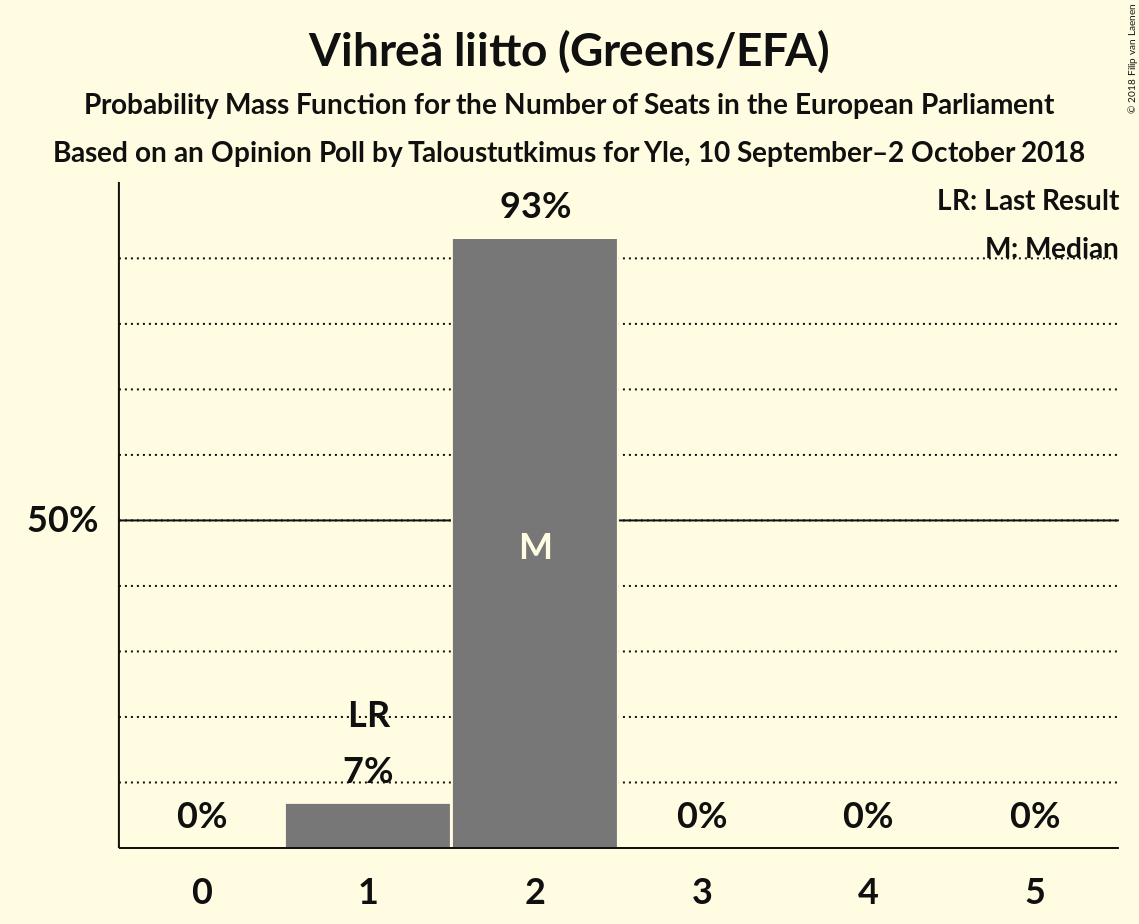 Vihreä liitto (Greens/EFA)
Probability Mass Function for the Number of Seats in the European Parliament
Based on an Opinion Poll by Taloustutkimus for Yle, 10 September–2 October 2018
© 2018 Filip van Laenen
LR: Last Result
M: Median
93%
50%
M
LR
7%
0%
0%
0%
0%
0 1 2 3 4 5